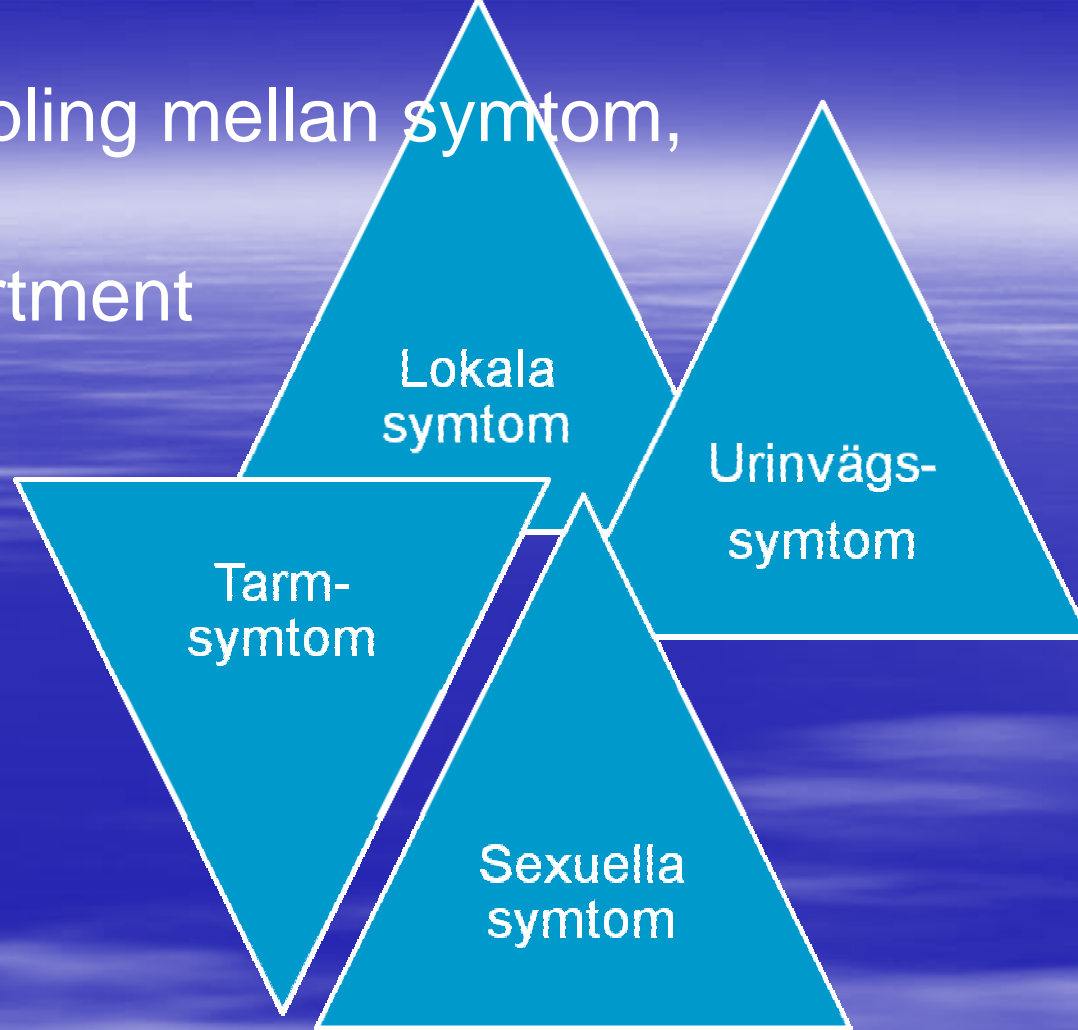 oling mellan symtom,
rtment
Lokala
symtom
Urinvägs-
symtom
Tarm-
symtom
Sexuella
symtom